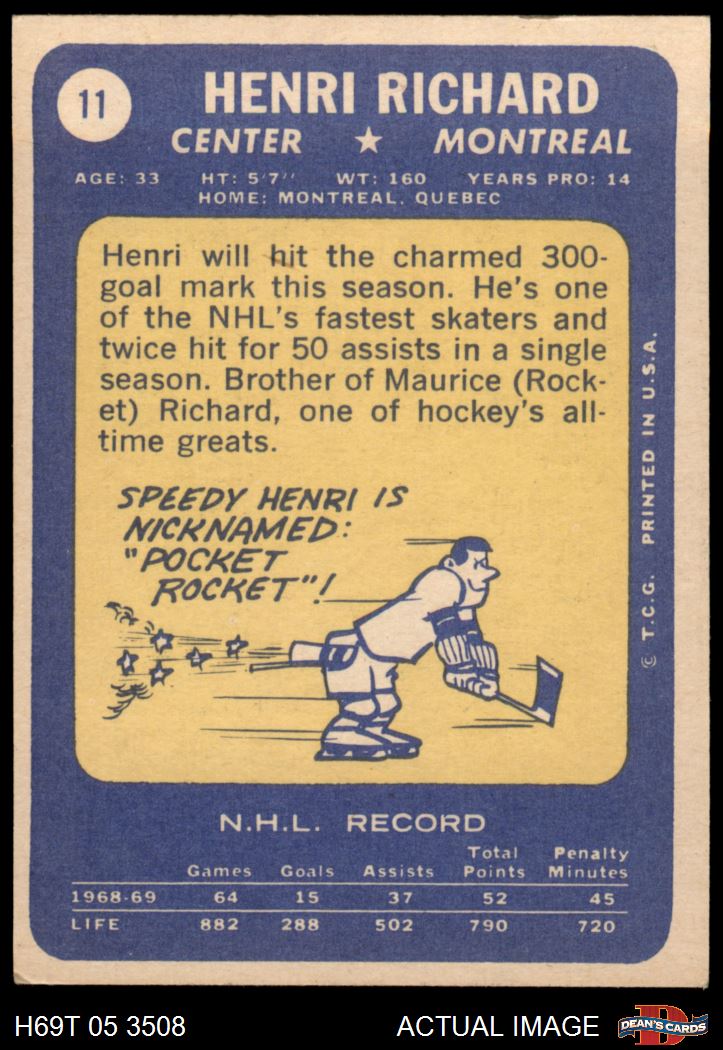 11
HENRI RICHARD
CENTER ★ MONTREAL
AGE: 33 HT: 5'7" WT: 160 YEARS PRO: 14
HOME: MONTREAL, QUEBEC
Henri will hit the charmed 300-
goal mark this season. He's one
of the NHL's fastest skaters and
twice hit for 50 assists in a single
season. Brother of Maurice (Rock-
et) Richard, one of hockey's all-
time greats.
SPEEDY HENRI IS
NICKNAMED:
"POCKET
ROCKET"!
© T.C.G. PRINTED IN U.S.A.
N.H.L. RECORD
Games Goals Assists Total Points Penalty Minutes
1968-69 64 15 37 52 45
LIFE 882 288 502 790 720
H69T 05 3508
ACTUAL IMAGE
D
DEAN'S CARDS